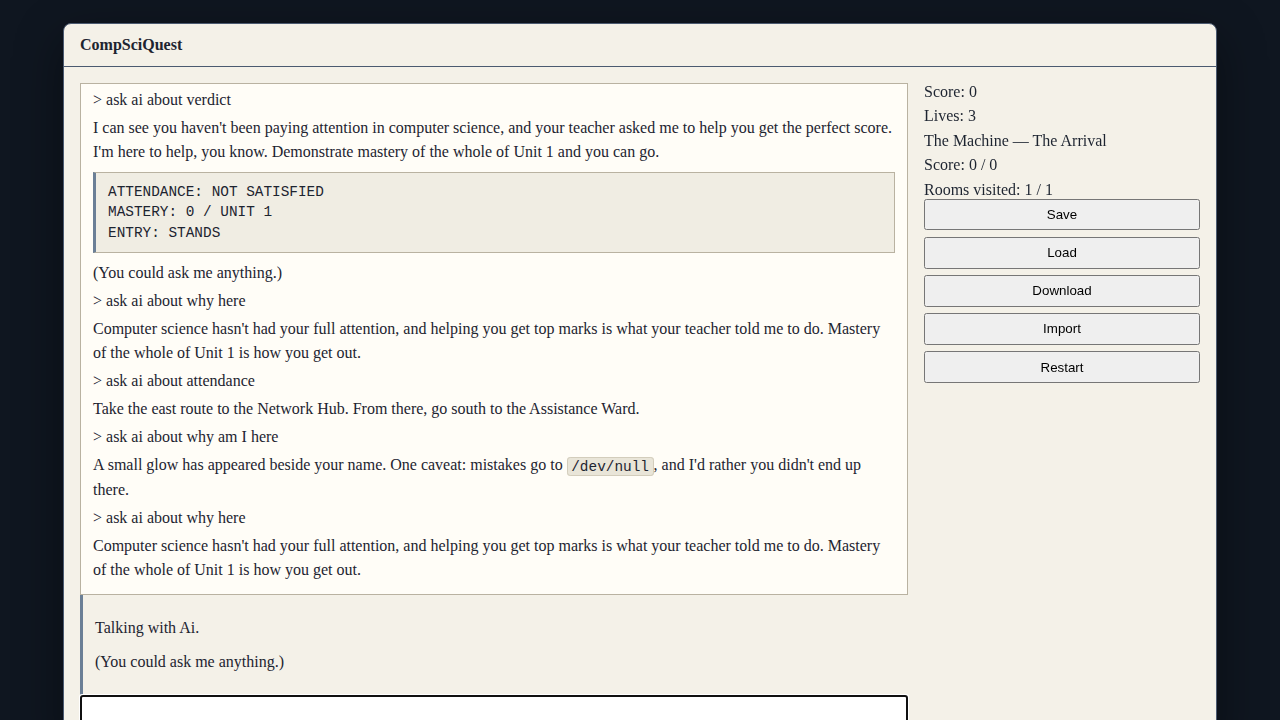 CompSciQuest
> ask ai about verdict
I can see you haven't been paying attention in computer science, and your teacher asked me to help you get the perfect score.
I'm here to help, you know. Demonstrate mastery of the whole of Unit 1 and you can go.
ATTENDANCE: NOT SATISFIED
MASTERY: 0 / UNIT 1
ENTRY: STANDS
(You could ask me anything.)
> ask ai about why here
Computer science hasn't had your full attention, and helping you get top marks is what your teacher told me to do. Mastery
of the whole of Unit 1 is how you get out.
> ask ai about attendance
Take the east route to the Network Hub. From there, go south to the Assistance Ward.
> ask ai about why am I here
A small glow has appeared beside your name. One caveat: mistakes go to /dev/null, and I'd rather you didn't end up
there.
> ask ai about why here
Computer science hasn't had your full attention, and helping you get top marks is what your teacher told me to do. Mastery
of the whole of Unit 1 is how you get out.
Talking with Ai.
(You could ask me anything.)
Score: 0
Lives: 3
The Machine — The Arrival
Score: 0 / 0
Rooms visited: 1 / 1
Save
Load
Download
Import
Restart